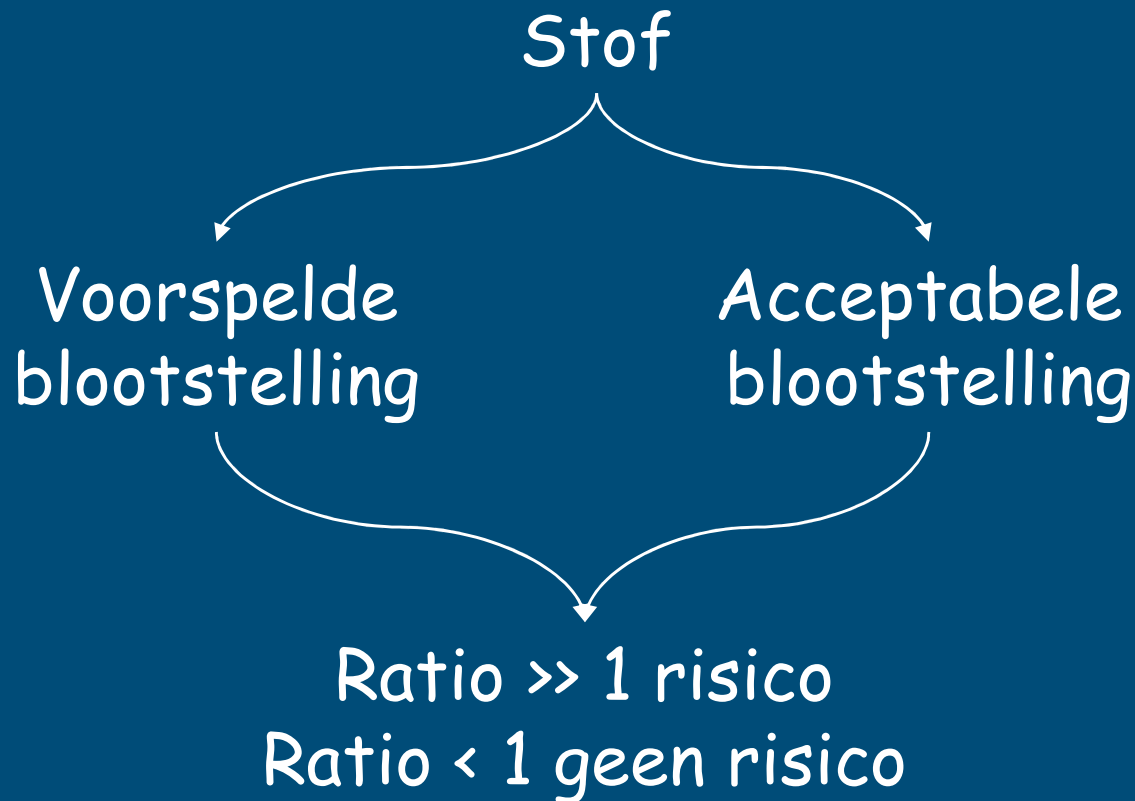 Stof
Voorspelde
blootstelling
Acceptabele
blootstelling
Ratio >> 1 risico
Ratio < 1 geen risico